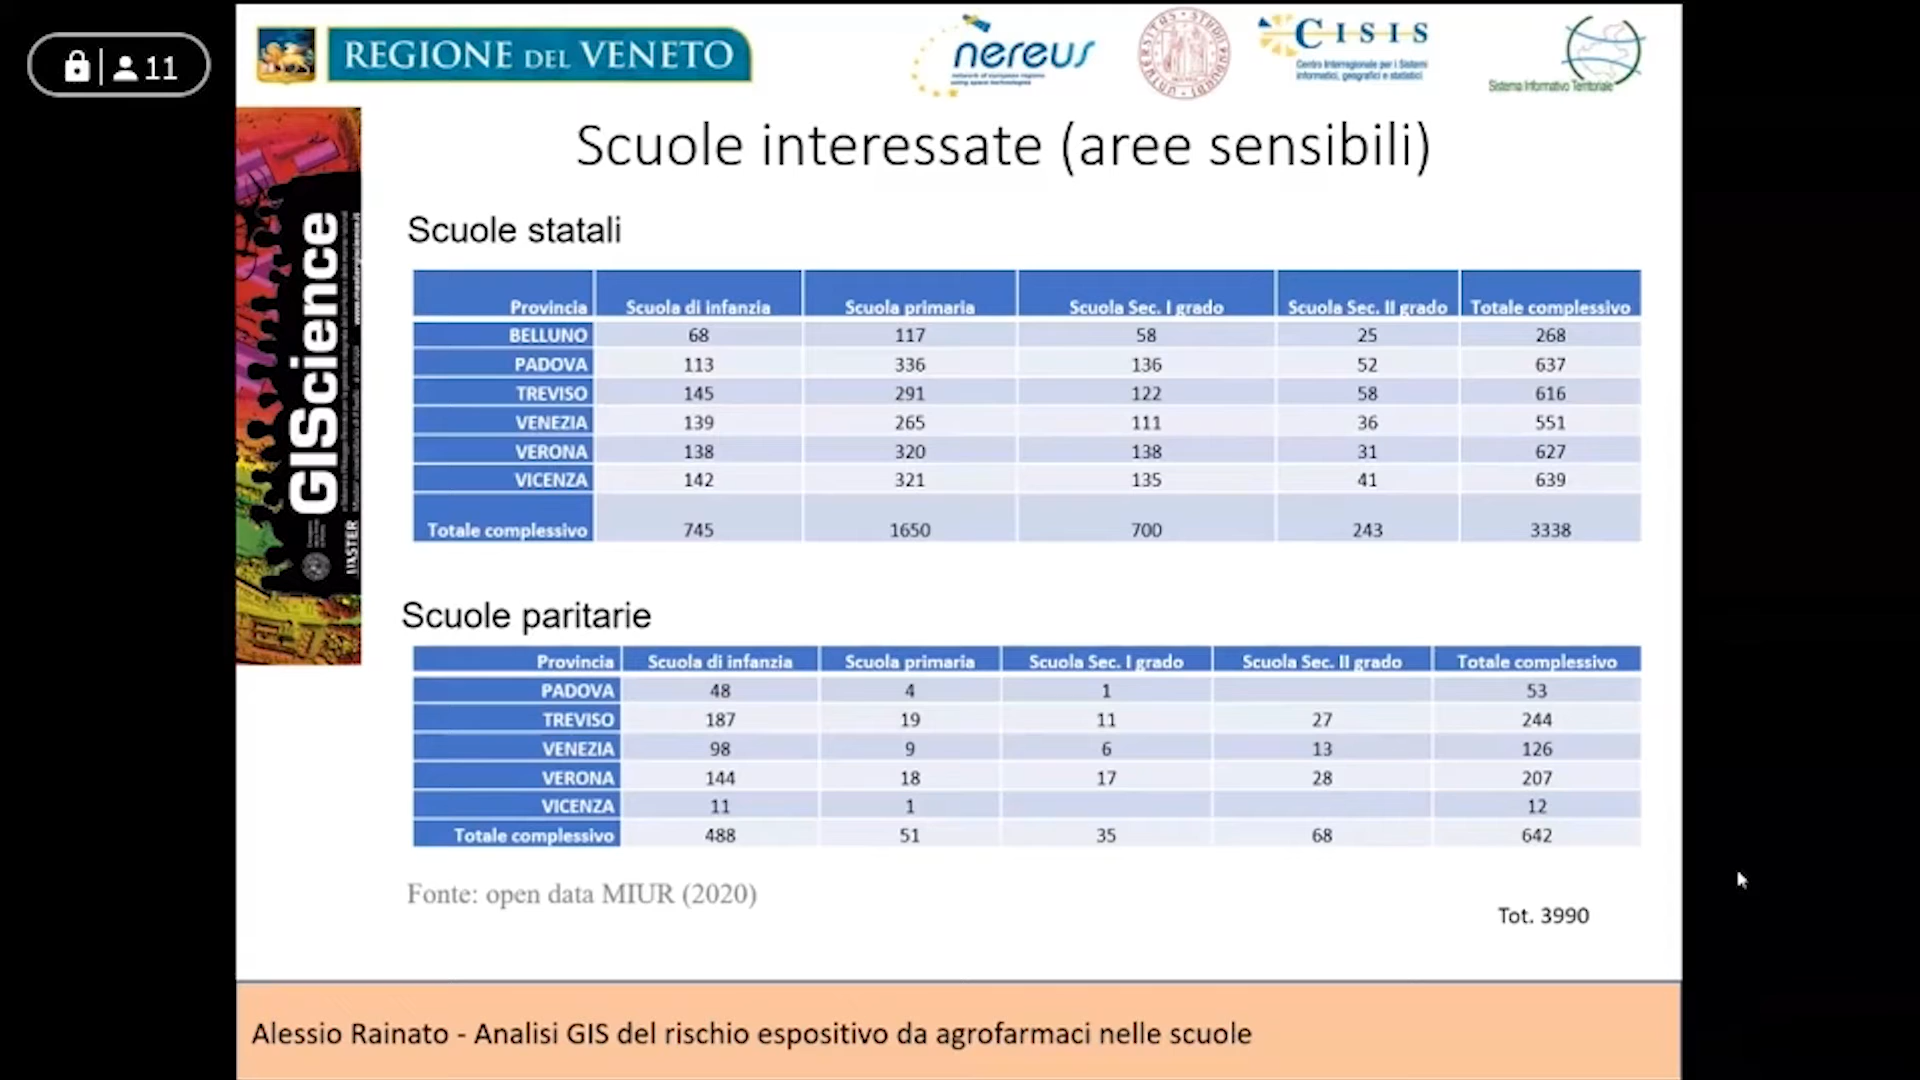 11
REGIONE DEL VENETO
nereus
network of european regions
using space technologies
CISIS
Centro Interregionale per i Sistemi
informatici, geografici e statistici
Sistema Informativo Territoriale
GIScience
MASTER
Scuole interessate (aree sensibili)
Scuole statali
Provincia Scuola di infanzia Scuola primaria Scuola Sec. I grado Scuola Sec. II grado Totale complessivo
BELLUNO 68 117 58 25 268
PADOVA 113 336 136 52 637
TREVISO 145 291 122 58 616
VENEZIA 139 265 111 36 551
VERONA 138 320 138 31 627
VICENZA 142 321 135 41 639
Totale complessivo 745 1650 700 243 3338
Scuole paritarie
Provincia Scuola di infanzia Scuola primaria Scuola Sec. I grado Scuola Sec. II grado Totale complessivo
PADOVA 48 4 1 53
TREVISO 187 19 11 27 244
VENEZIA 98 9 6 13 126
VERONA 144 18 17 28 207
VICENZA 11 1 12
Totale complessivo 488 51 35 68 642
Fonte: open data MIUR (2020)
Tot. 3990
Alessio Rainato - Analisi GIS del rischio espositivo da agrofarmaci nelle scuole